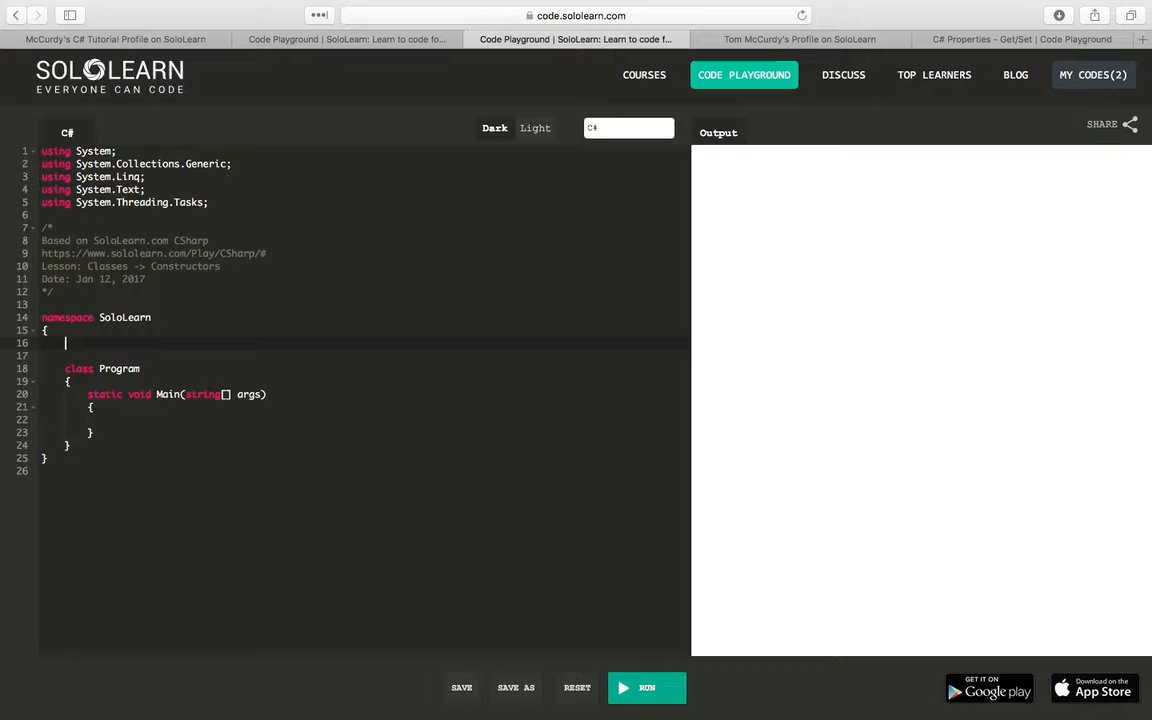 code.sololearn.com
McCurdy's C# Tutorial Profile on SoloLearn
Code Playground | SoloLearn: Learn to code fo...
Code Playground | SoloLearn: Learn to code f...
Tom McCurdy's Profile on SoloLearn
C# Properties - Get/Set | Code Playground
SOLOLEARN
EVERYONE CAN CODE
COURSES
CODE PLAYGROUND
DISCUSS
TOP LEARNERS
BLOG
MY CODES(2)
C#
Dark Light
C#
Output
SHARE
1 using System;
2 using System.Collections.Generic;
3 using System.Linq;
4 using System.Text;
5 using System.Threading.Tasks;
6
7 /*
8 Based on SoloLearn.com CSharp
9 https://www.sololearn.com/Play/CSharp/#
10 Lesson: Classes -> Constructors
11 Date: Jan 12, 2017
12 */
13
14 namespace SoloLearn
15 {
16
17
18 class Program
19 {
20 static void Main(string[] args)
21 {
22
23 }
24 }
25 }
26
SAVE
SAVE AS
RESET
RUN
GET IT ON
Google play
Download on the
App Store